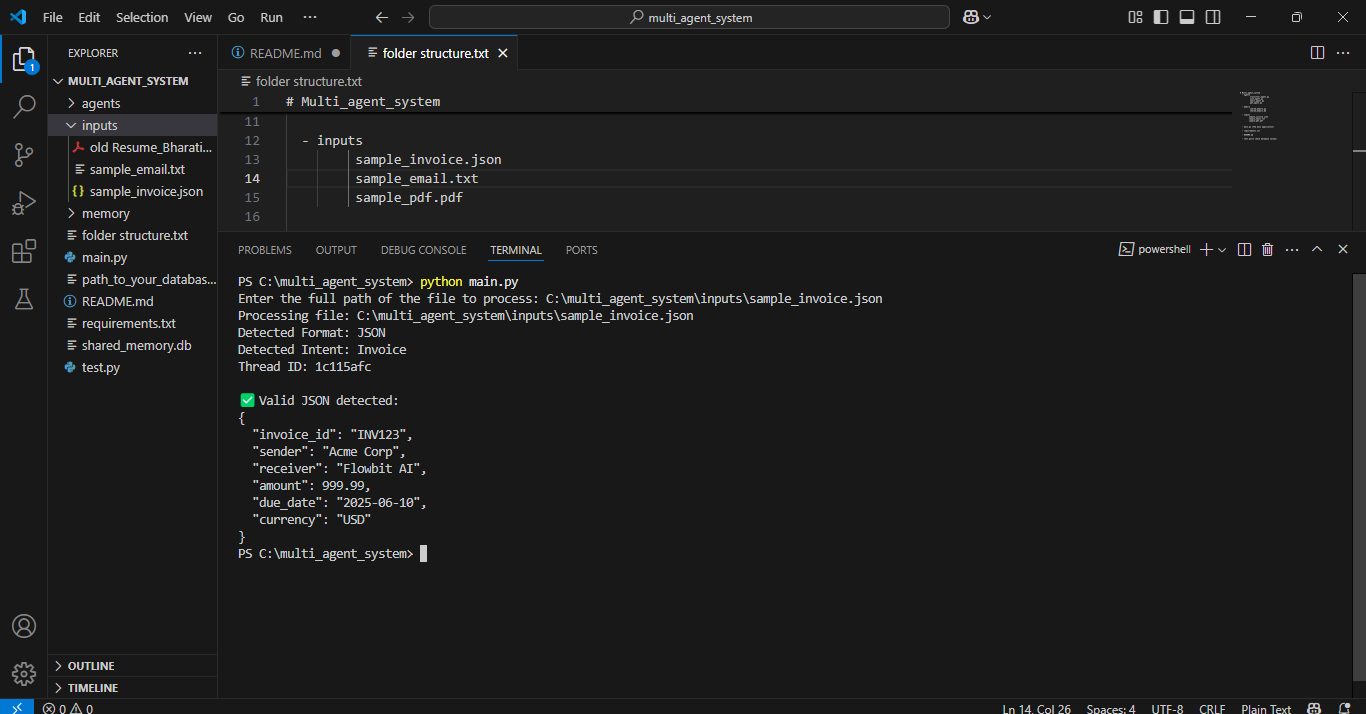 File Edit Selection View Go Run ··· multi_agent_system
EXPLORER ···
MULTI_AGENT_SYSTEM
agents
inputs
old Resume_Bharati...
sample_email.txt
sample_invoice.json
memory
folder structure.txt
main.py
path_to_your_databas...
README.md
requirements.txt
shared_memory.db
test.py
OUTLINE
TIMELINE
1
README.md folder structure.txt
folder structure.txt
1 # Multi_agent_system
11
12 - inputs
13 sample_invoice.json
14 sample_email.txt
15 sample_pdf.pdf
16
PROBLEMS OUTPUT DEBUG CONSOLE TERMINAL PORTS powershell
PS C:\multi_agent_system> python main.py
Enter the full path of the file to process: C:\multi_agent_system\inputs\sample_invoice.json
Processing file: C:\multi_agent_system\inputs\sample_invoice.json
Detected Format: JSON
Detected Intent: Invoice
Thread ID: 1c115afc
✅ Valid JSON detected:
{
"invoice_id": "INV123",
"sender": "Acme Corp",
"receiver": "Flowbit AI",
"amount": 999.99,
"due_date": "2025-06-10",
"currency": "USD"
}
PS C:\multi_agent_system>
0 0 Ln 14, Col 26 Spaces: 4 UTF-8 CRLF Plain Text